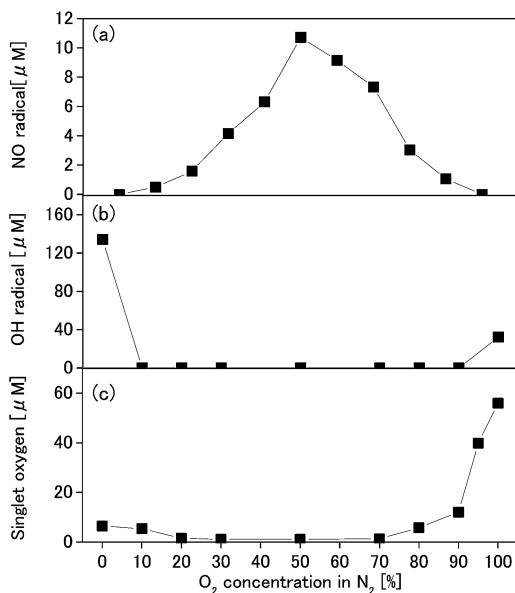 (a)
NO radical[μM]
12
10
8
6
4
2
0
(b)
OH radical [μM]
160
120
80
40
0
(c)
Singlet oxygen [μM]
60
40
20
0
0 10 20 30 40 50 60 70 80 90 100
O₂ concentration in N₂ [%]